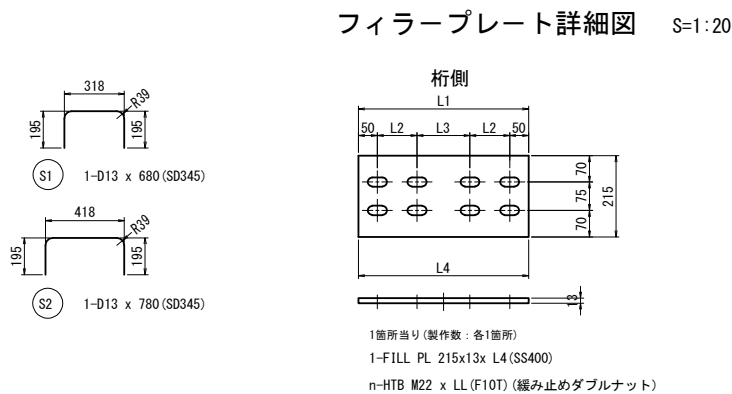 フィラープレート詳細図 S=1:20
318
R39
195
195
S1 1-D13 x 680(SD345)
418
R39
195
195
S2 1-D13 x 780(SD345)
桁側
L1
50 L2 L3 L2 50
70
75
70
215
L4
13
1箇所当り(製作数：各1箇所)
1-FILL PL 215x13x L4(SS400)
n-HTB M22 x LL(F10T)(緩み止めダブルナット)